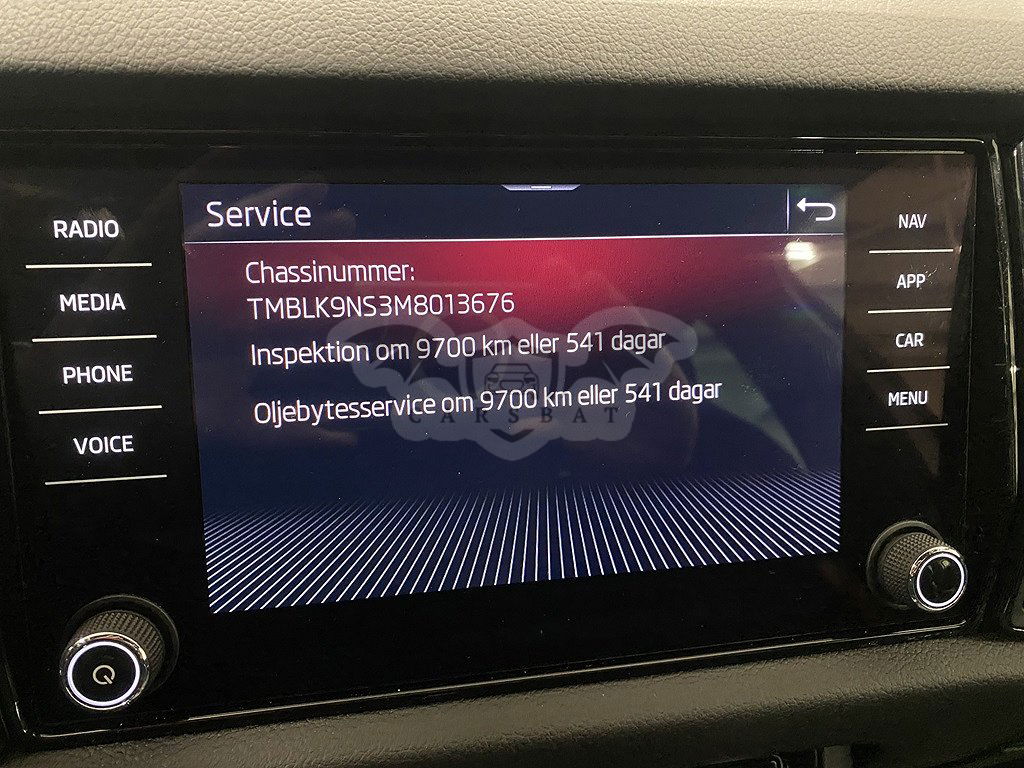 Service
Chassinummer:
TMBLK9NS3M8013676
Inspektion om 9700 km eller 541 dagar
Oljebytesservice om 9700 km eller 541 dagar
CARSBAT
RADIO
MEDIA
PHONE
VOICE
NAV
APP
CAR
MENU